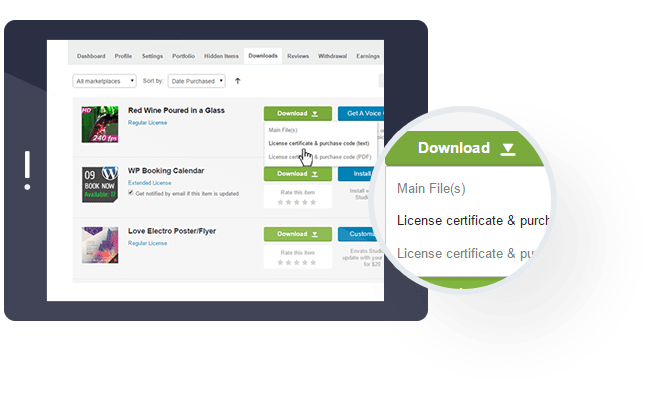 Dashboard Profile Settings Portfolio Hidden Items Downloads Reviews Withdrawal Earnings
All marketplaces Sort by: Date Purchased
HD
240 fps
Red Wine Poured in a Glass
Regular License
Download
Get A Voice
Main File(s)
License certificate & purchase code (text)
License certificate & purchase code (PDF)
09
BOOK NOW
Available: 17
WP Booking Calendar
Extended License
Get notified by email if this item is updated
Download
Install
Rate this item
Install
Studi
Love Electro Poster/Flyer
Regular License
Download
Customi
Rate this item
Envato Studi
update with your
for $20
Download
Main File(s)
License certificate & purch
License certificate & pu